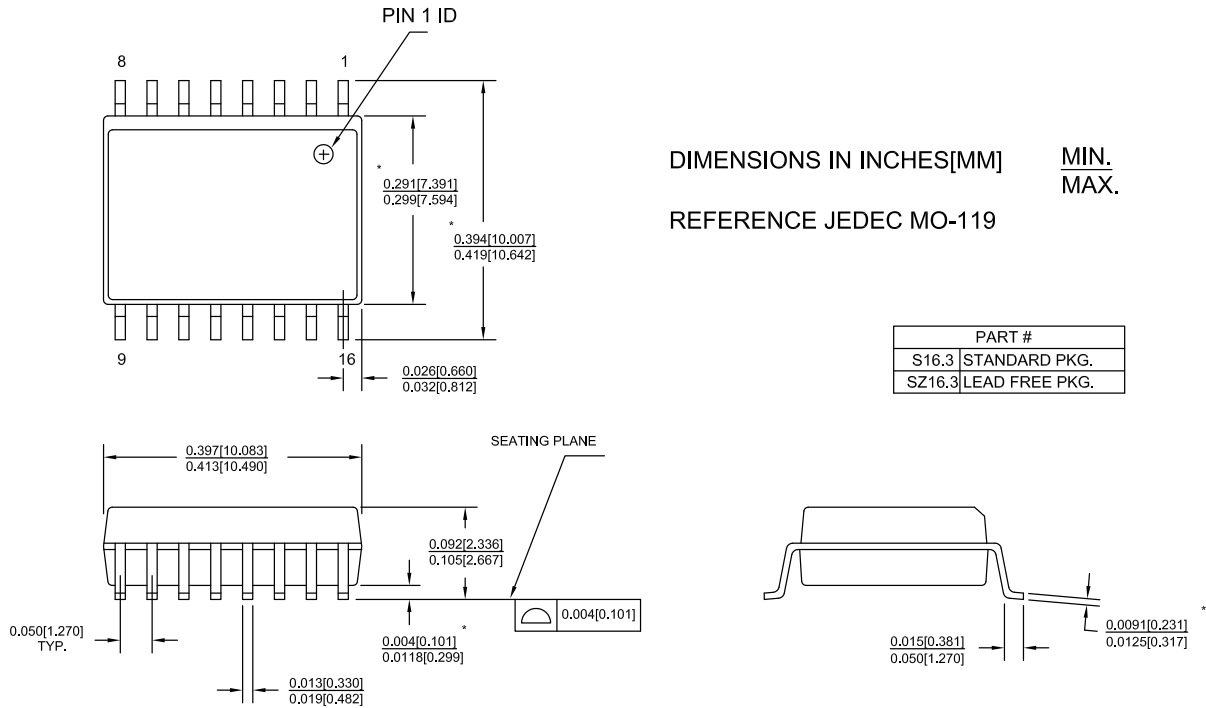 PIN 1 ID
8
1
*
0.291[7.391]
0.299[7.594]
*
0.394[10.007]
0.419[10.642]
9
16
0.026[0.660]
0.032[0.812]
DIMENSIONS IN INCHES[MM]
MIN.
MAX.
REFERENCE JEDEC MO-119
PART #
S16.3 STANDARD PKG.
SZ16.3 LEAD FREE PKG.
0.397[10.083]
0.413[10.490]
SEATING PLANE
0.092[2.336]
0.105[2.667]
0.004[0.101]
0.050[1.270]
TYP.
*
0.004[0.101]
0.0118[0.299]
0.013[0.330]
0.019[0.482]
0.015[0.381]
0.050[1.270]
*
0.0091[0.231]
0.0125[0.317]